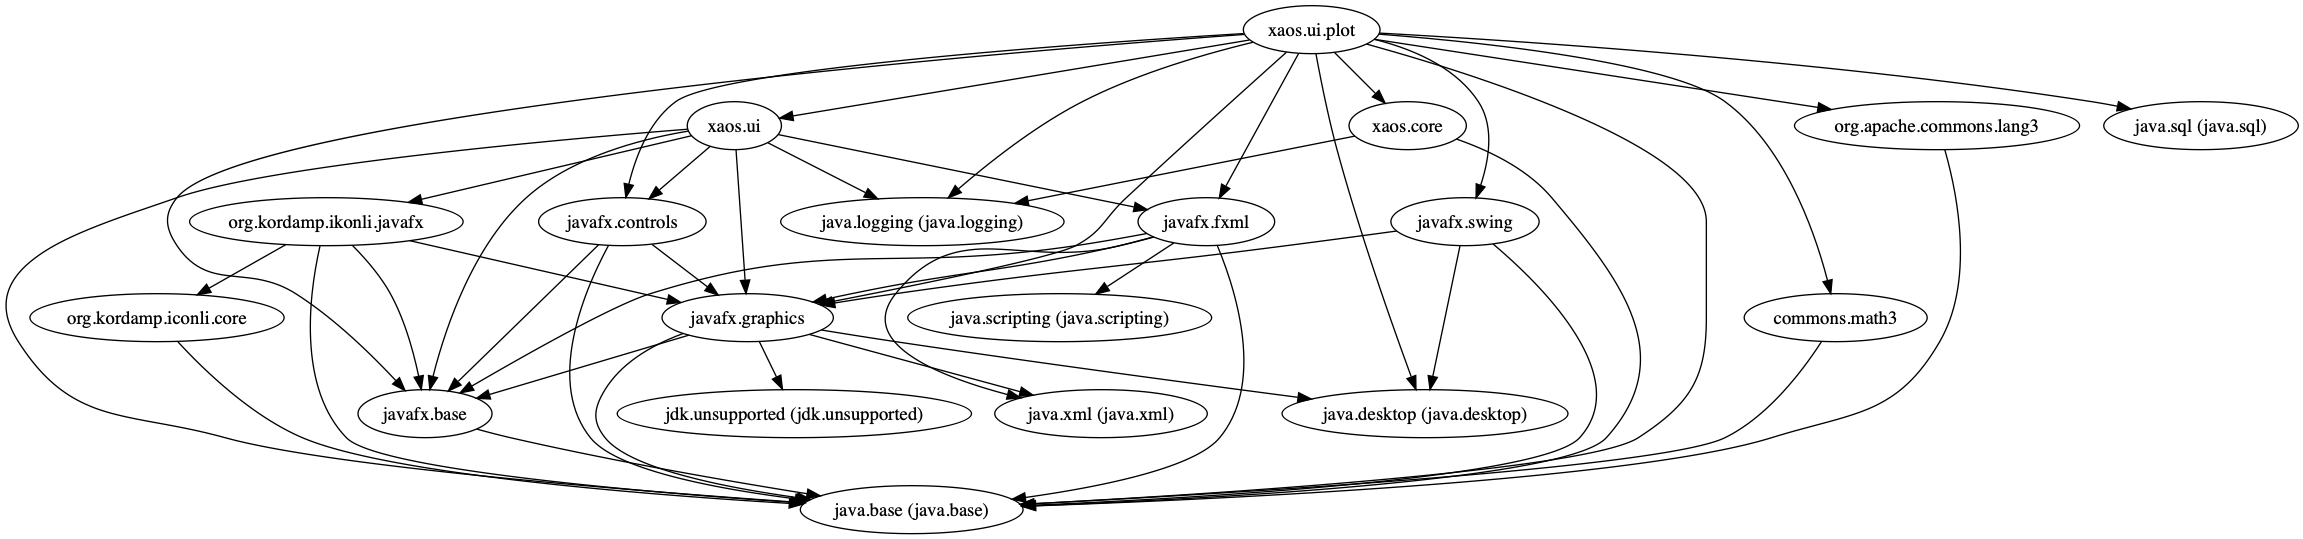 xaos.ui.plot
xaos.ui
xaos.core
org.apache.commons.lang3
java.sql (java.sql)
org.kordamp.ikonli.javafx
javafx.controls
java.logging (java.logging)
javafx.fxml
javafx.swing
org.kordamp.iconli.core
javafx.graphics
java.scripting (java.scripting)
commons.math3
javafx.base
jdk.unsupported (jdk.unsupported)
java.xml (java.xml)
java.desktop (java.desktop)
java.base (java.base)